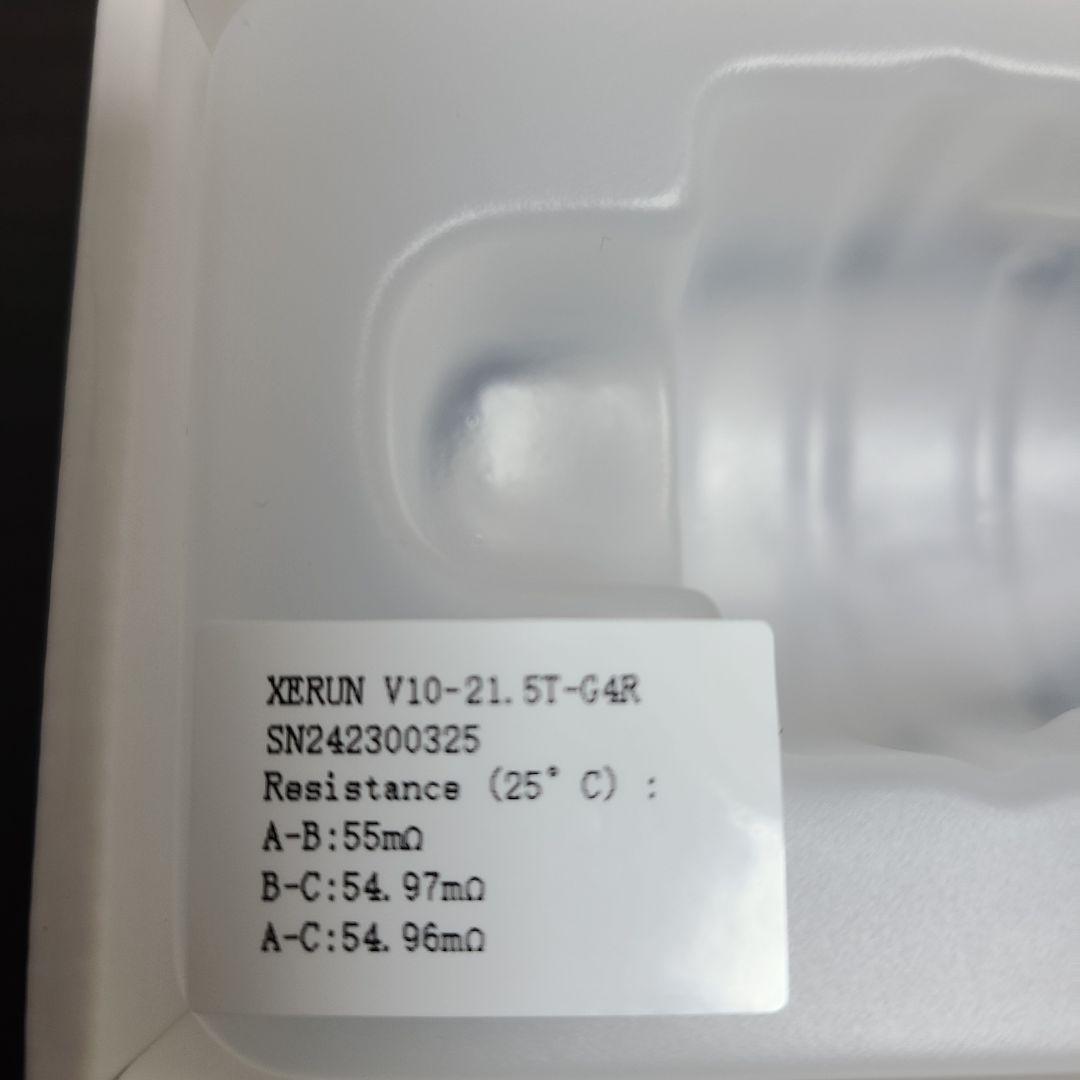 XERUN V10-21.5T-G4R
SN242300325
Resistance (25° C) :
A-B:55mΩ
B-C:54.97mΩ
A-C:54.96mΩ